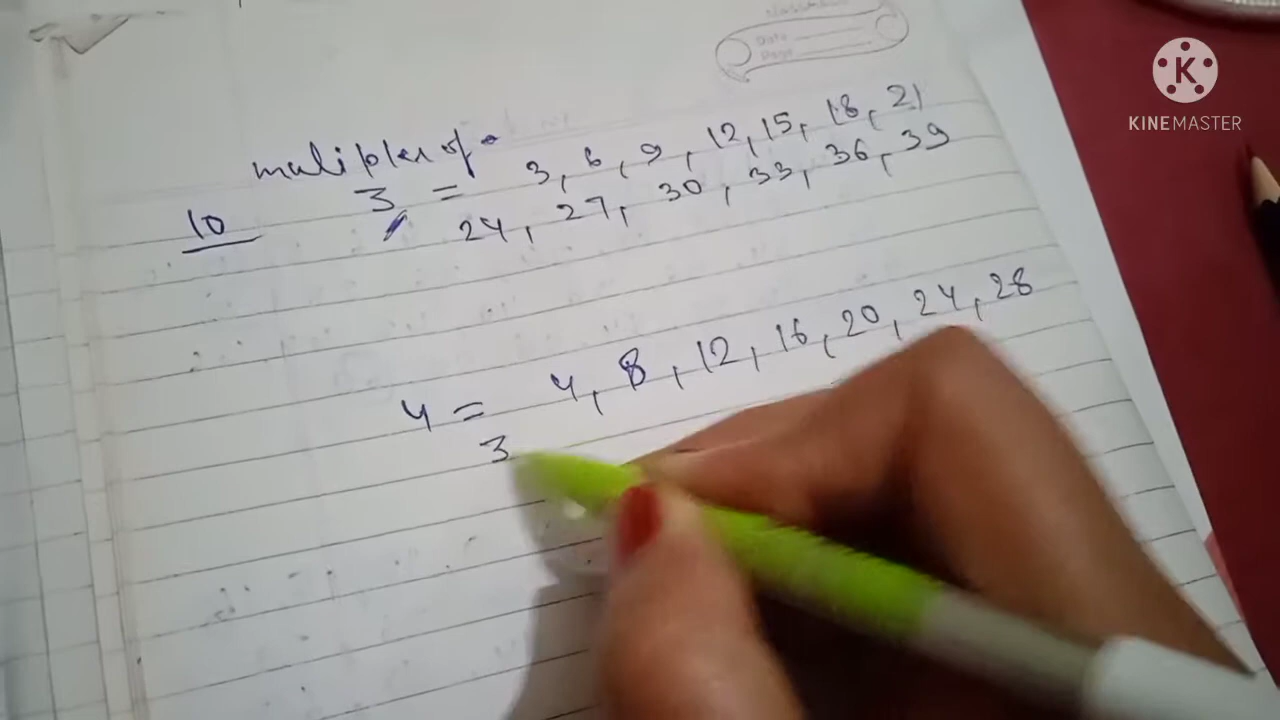 Date
Page
K
KINEMASTER
muliples of
10 3 = 3, 6, 9, 12, 15, 18, 21
24, 27, 30, 33, 36, 39
4 = 4, 8, 12, 16, 20, 24, 28
3